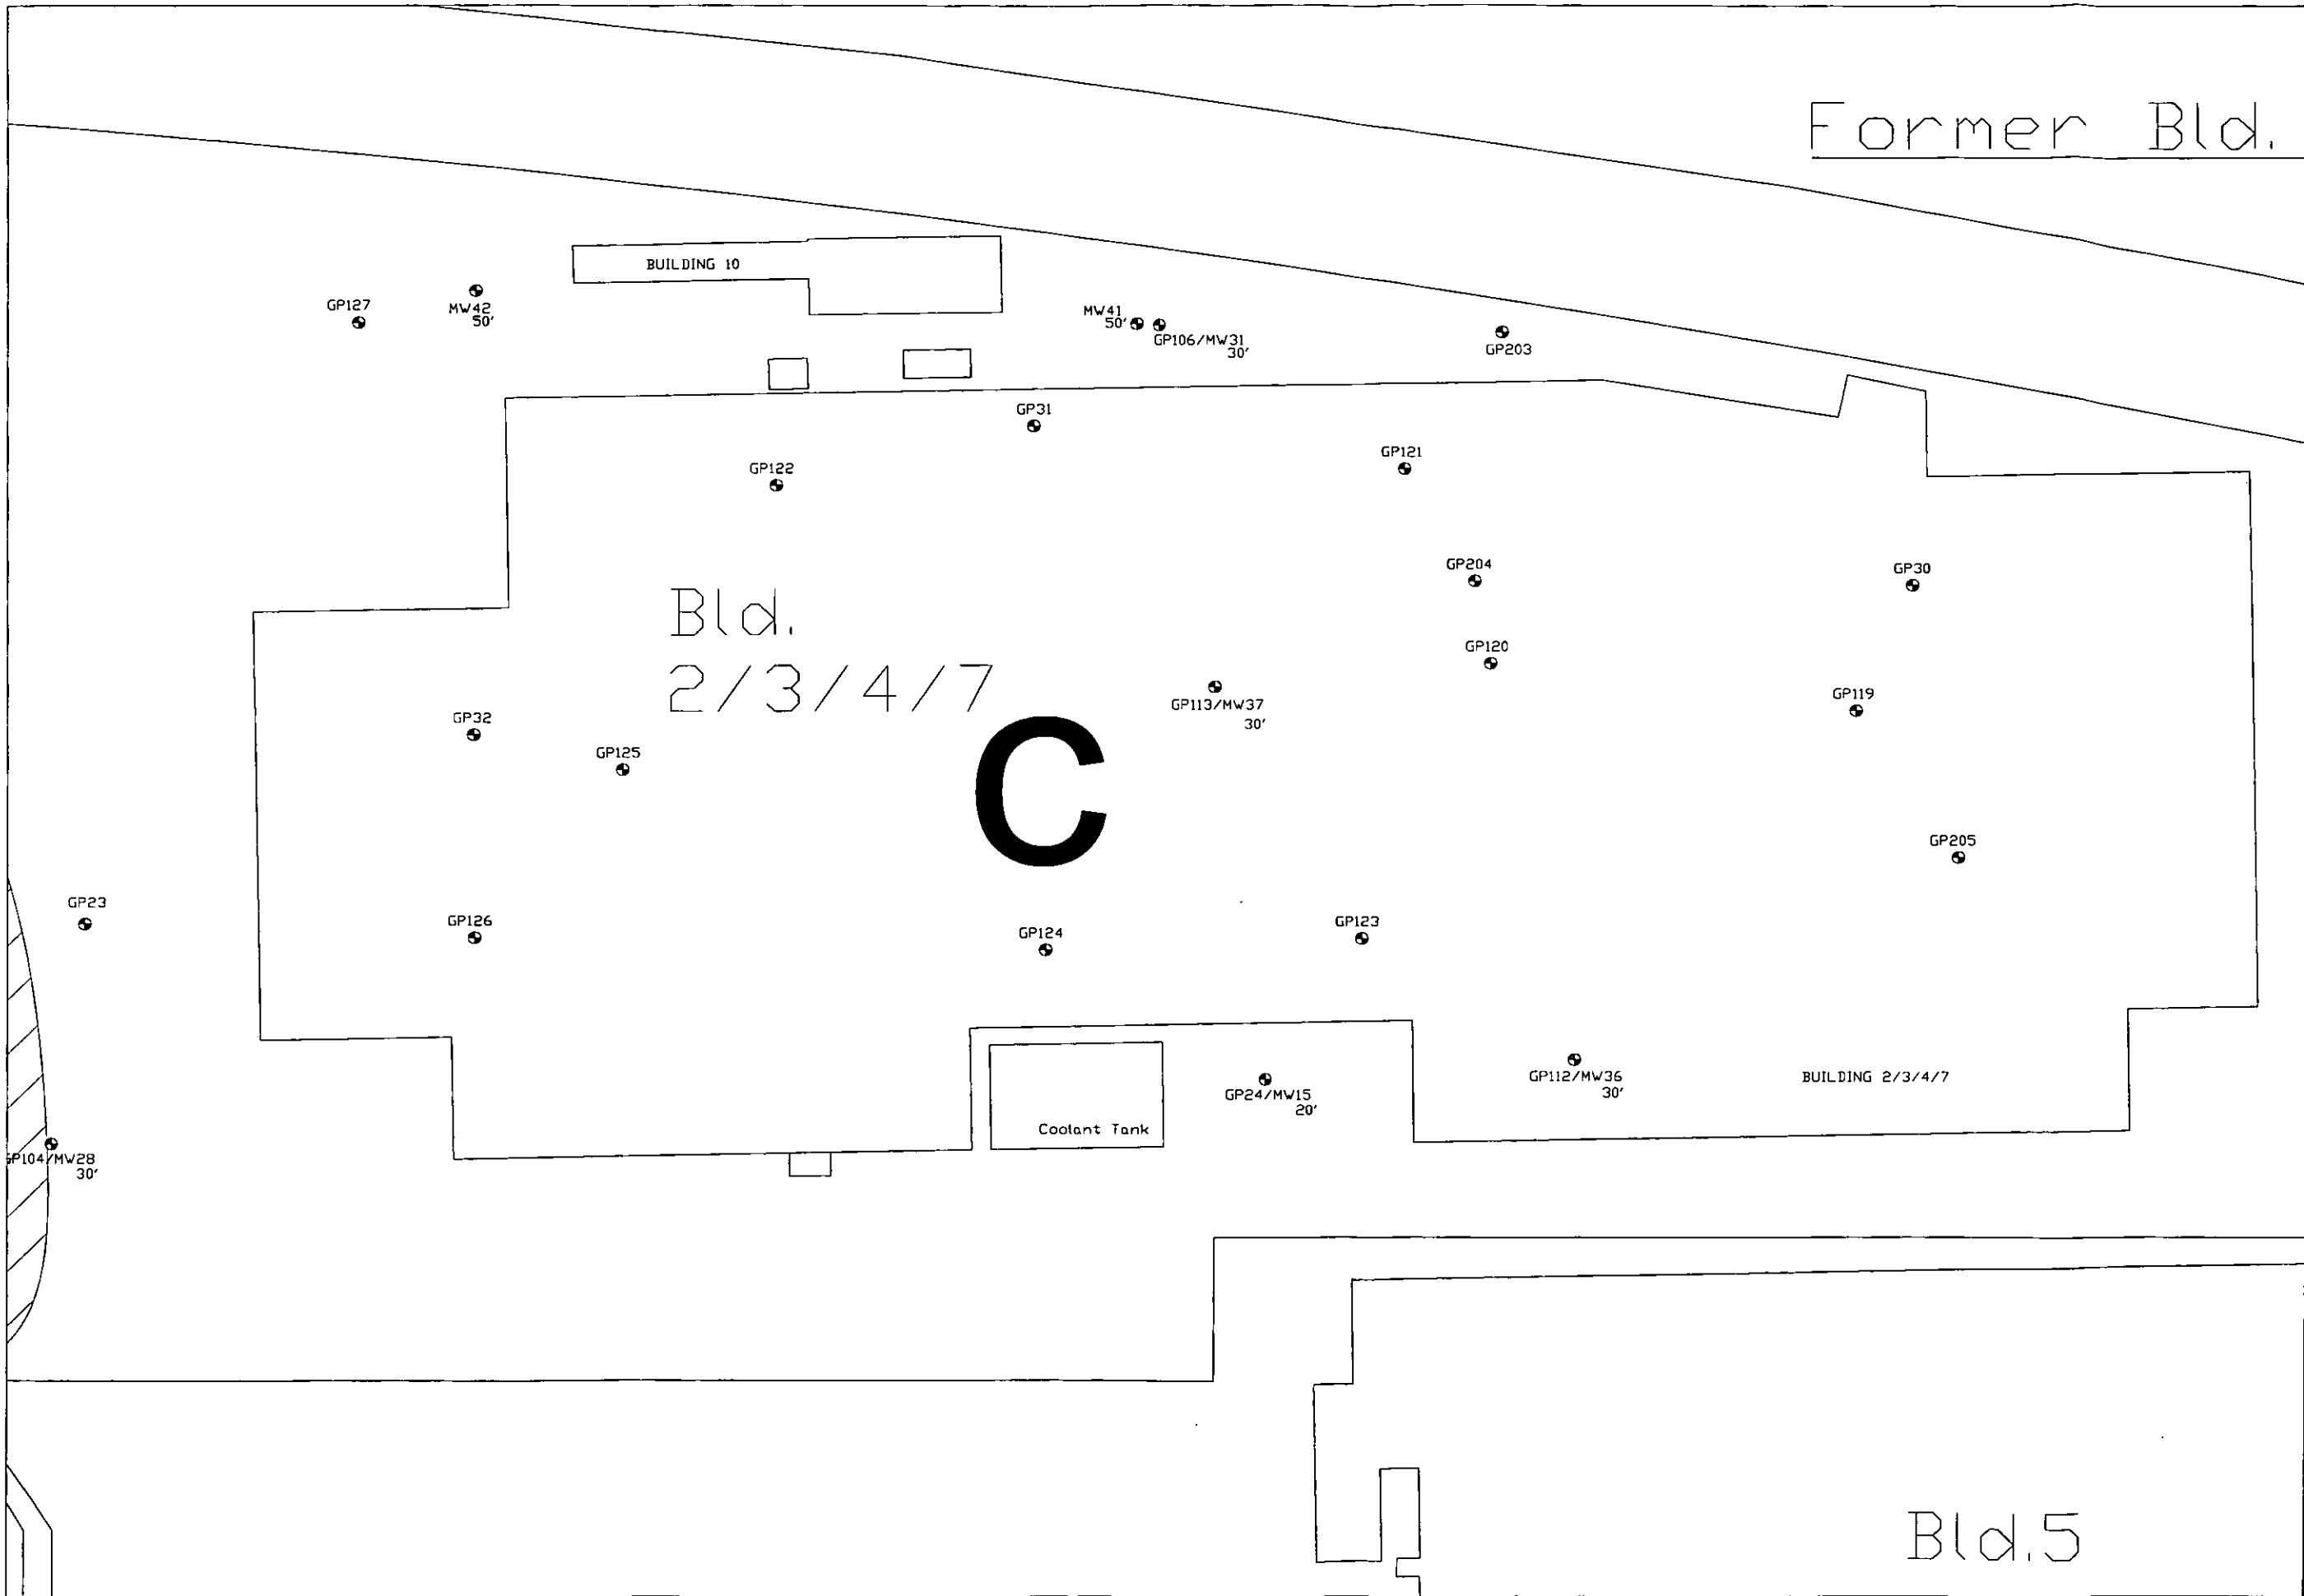 Former Bld.
BUILDING 10
GP127
MW42
50'
MW41
50'
GP106/MW31
30'
GP203
GP31
GP121
GP122
GP204
GP30
Bld.
2/3/4/7
GP120
GP113/MW37
30'
GP119
GP32
GP125
C
GP205
GP23
GP126
GP124
GP123
GP112/MW36
30'
BUILDING 2/3/4/7
GP24/MW15
20'
Coolant Tank
GP104/MW28
30'
Bld.5